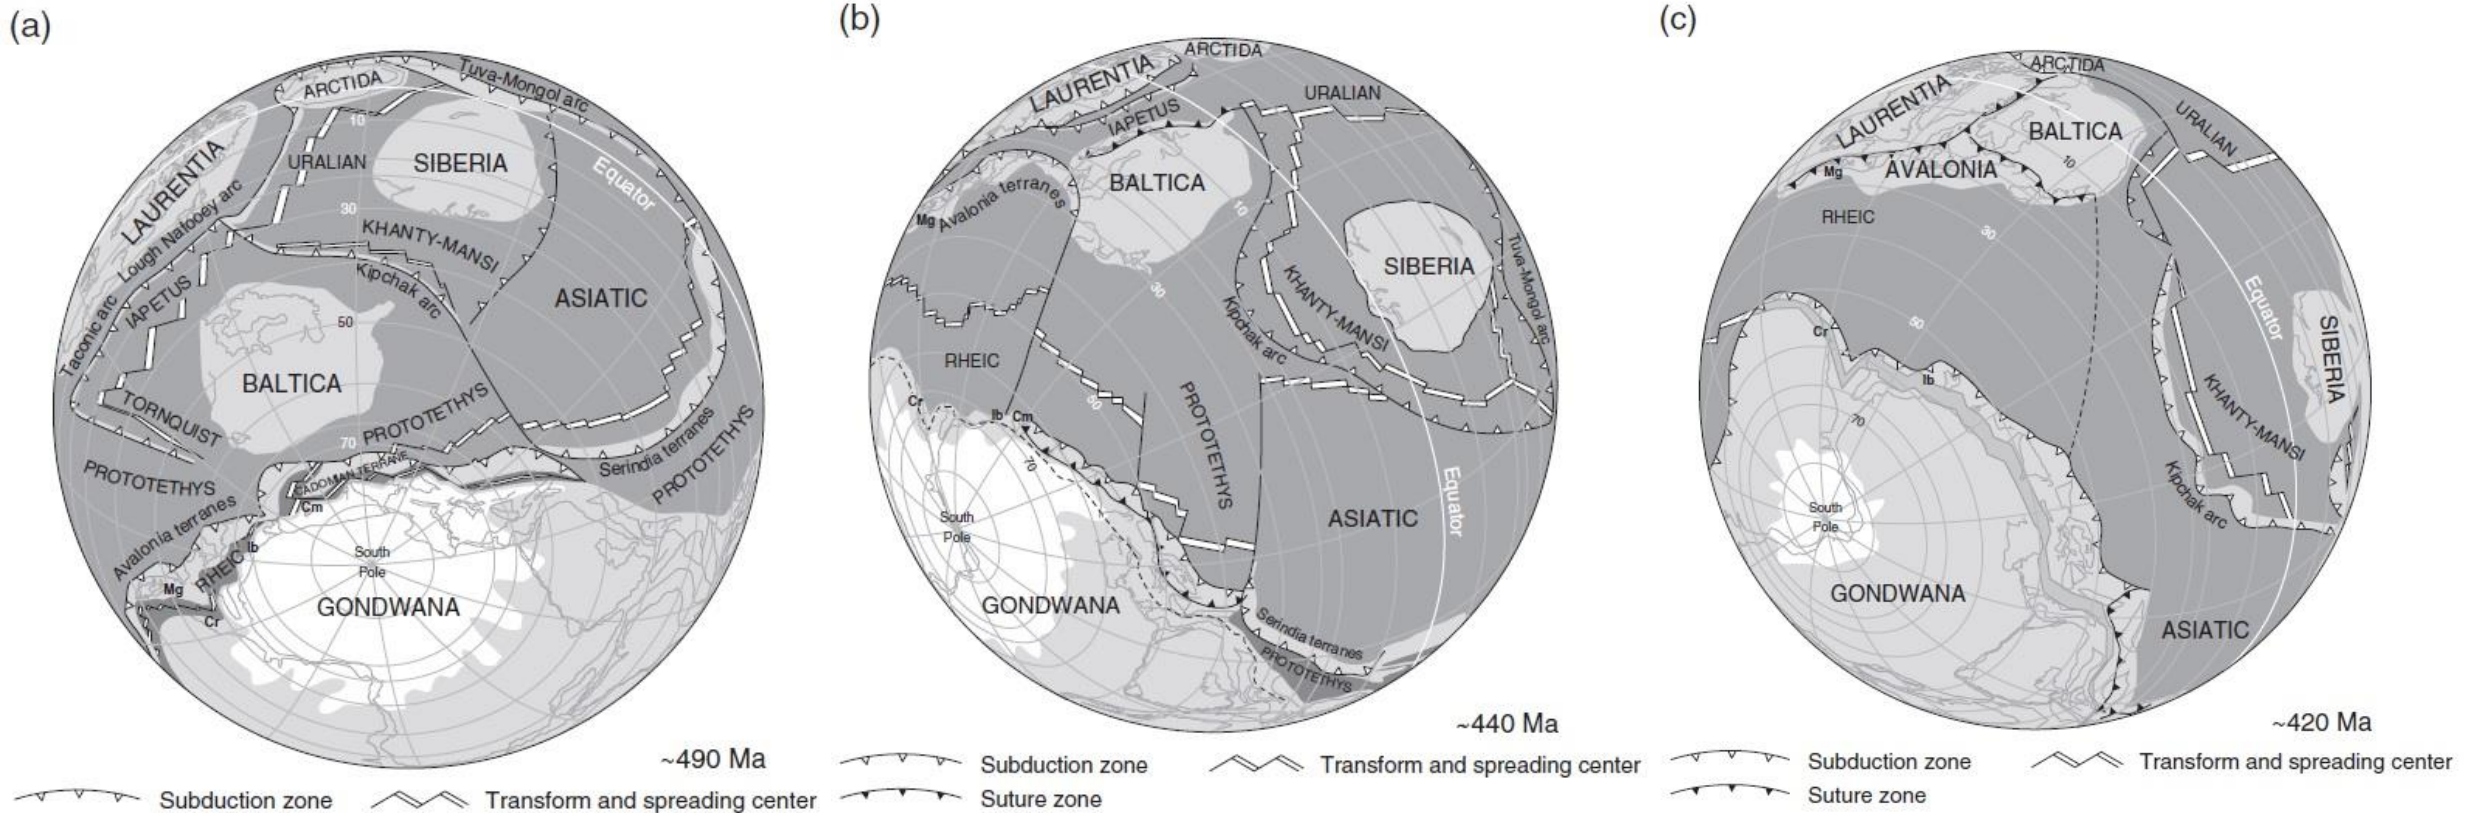 (a)
ARCTIDA
Tuva-Mongol arc
LAURENTIA
10
URALIAN
SIBERIA
Equator
30
Lough Nafooey arc
KHANTY-MANSI
Kipchak arc
ASIATIC
IAPETUS
Taconic arc
50
BALTICA
TORNQUIST
PROTOTETHYS
70
PROTOTETHYS
CADOMIAN TERRANE
Serindia terranes
PROTOTETHYS
Cm
Avalonia terranes
Ib
RHEIC
South
Pole
Mg
GONDWANA
Cr
~490 Ma
Subduction zone
Transform and spreading center
(b)
ARCTIDA
LAURENTIA
URALIAN
IAPETUS
BALTICA
Avalonia terranes
Mg
10
SIBERIA
Tuva-Mongol arc
30
KHANTY-MANSI
Kipchak arc
RHEIC
Cr
Ib
Cm
50
PROTOTETHYS
70
Equator
South
Pole
ASIATIC
GONDWANA
Serindia terranes
PROTOTETHYS
~440 Ma
Subduction zone
Transform and spreading center
Suture zone
(c)
ARCTIDA
LAURENTIA
BALTICA
URALIAN
10
Mg
AVALONIA
RHEIC
30
Equator
Cr
50
SIBERIA
Ib
KHANTY-MANSI
70
South
Pole
Kipchak arc
GONDWANA
ASIATIC
~420 Ma
Subduction zone
Transform and spreading center
Suture zone